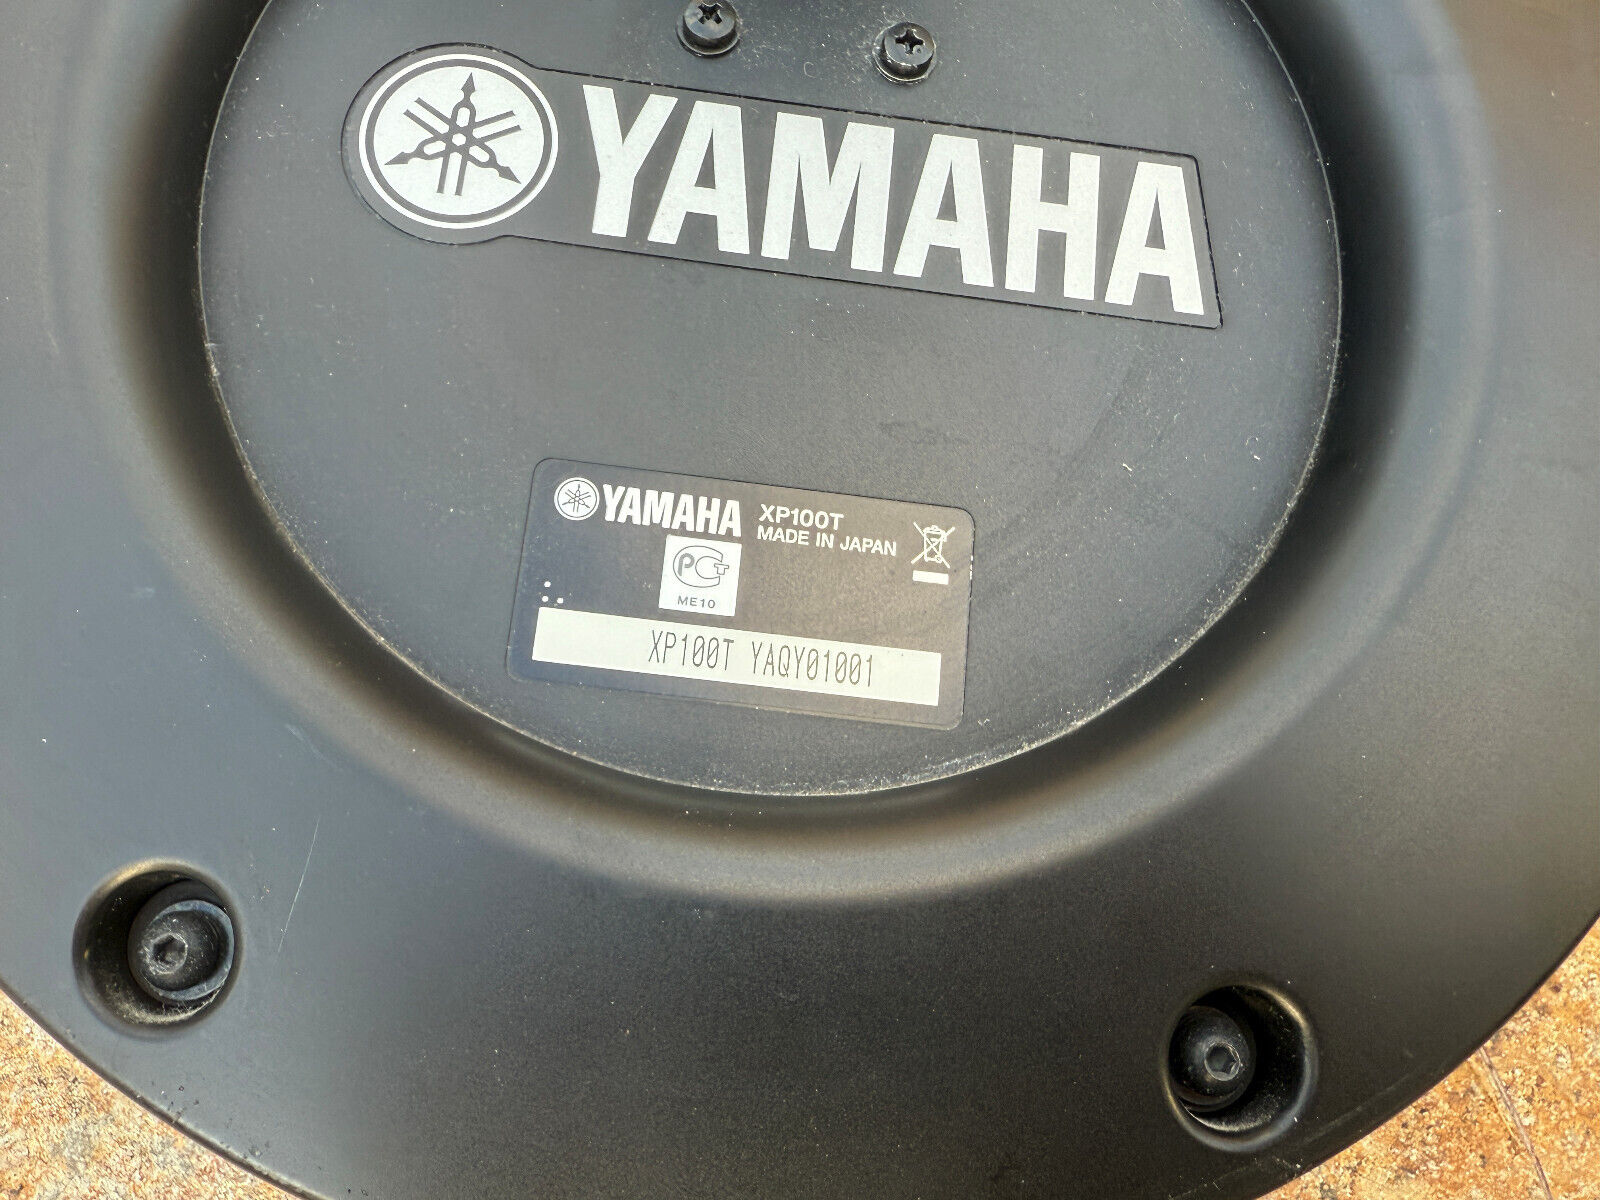 YAMAHA
YAMAHA XP100T
MADE IN JAPAN
PCT
ME10
XP100T YAQY01001